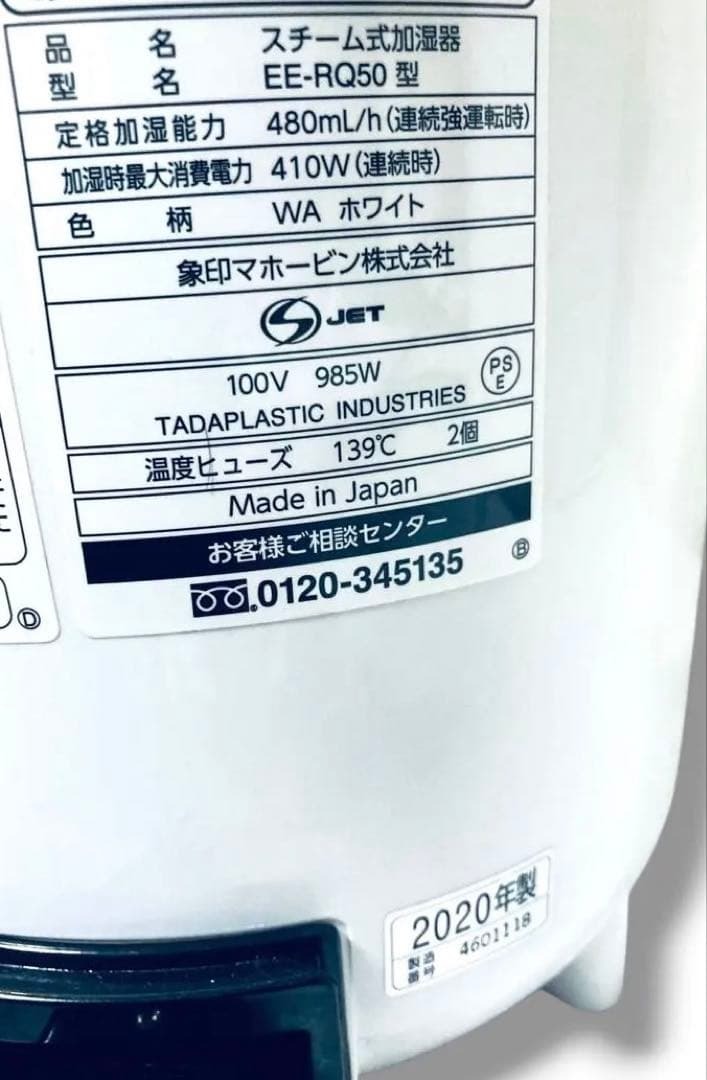 品名 スチーム式加湿器
型名 EE-RQ50 型
定格加湿能力 480mL/h(連続強運転時)
加湿時最大消費電力 410W(連続時)
色柄 WA ホワイト
象印マホービン株式会社
S JET
100V 985W PSE
TADAPLASTIC INDUSTRIES
温度ヒューズ 139℃ 2個
Made in Japan
お客様ご相談センター
0120-345135 Ⓑ
Ⓓ
2020年製
製造番号 4601118